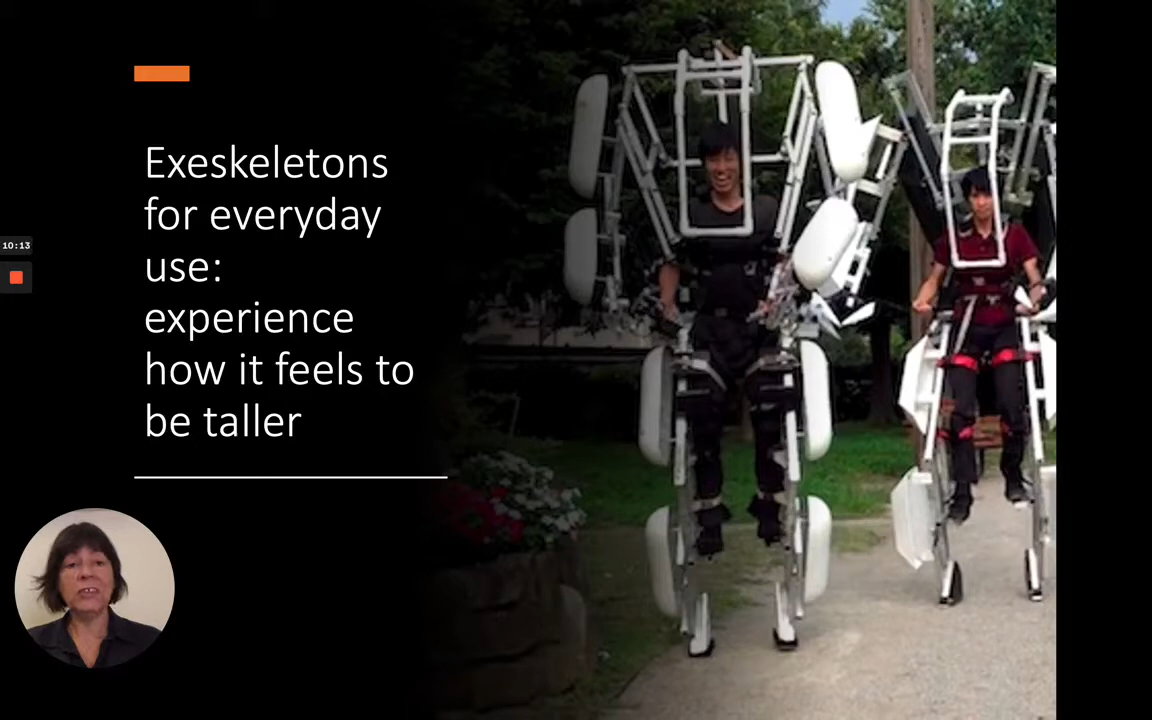 Exeskeletons
for everyday
use:
experience
how it feels to
be taller
10:13